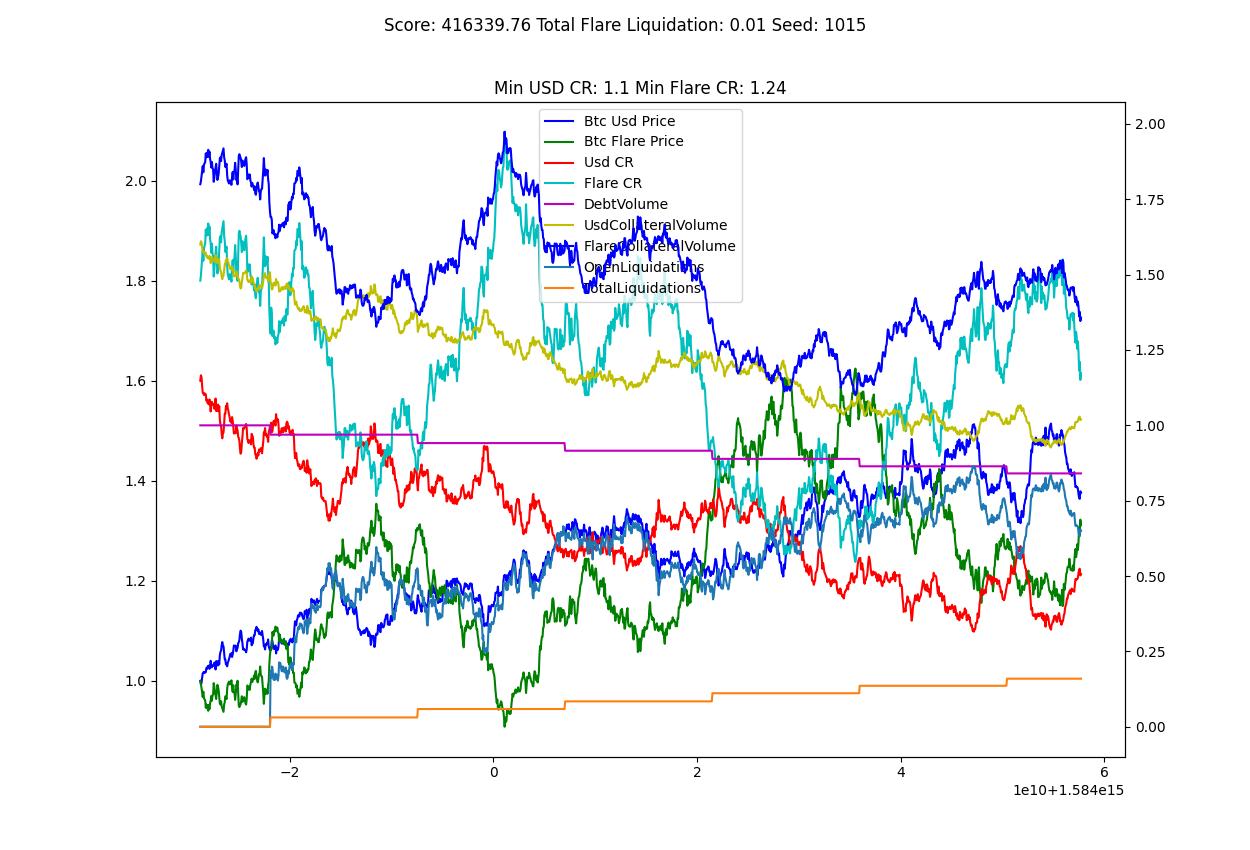 Score: 416339.76 Total Flare Liquidation: 0.01 Seed: 1015
Min USD CR: 1.1 Min Flare CR: 1.24
Btc Usd Price
Btc Flare Price
Usd CR
Flare CR
DebtVolume
UsdCollateralVolume
FlareCollateralVolume
OpenLiquidations
TotalLiquidations
2.0
1.8
1.6
1.4
1.2
1.0
2.00
1.75
1.50
1.25
1.00
0.75
0.50
0.25
0.00
−2 0 2 4 6
1e10+1.584e15